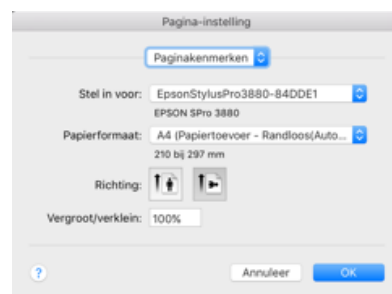 Pagina-instelling
Paginakenmerken
Stel in voor: EpsonStylusPro3880-84DDE1
EPSON SPro 3880
Papierformaat: A4 (Papiertoevoer - Randloos(Auto...
210 bij 297 mm
Richting:
Vergroot/verklein: 100%
? Annuleer OK